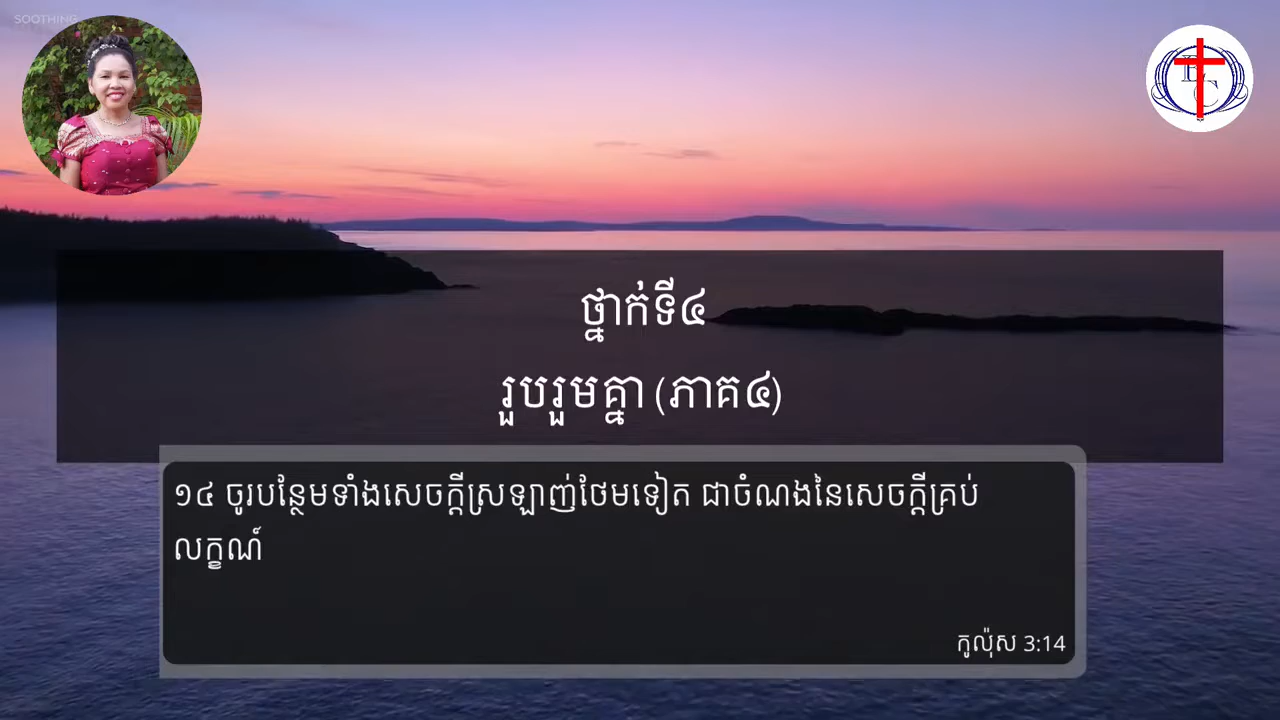 SOOTHING
ថ្នាក់ទី៤
រួបរួមគ្នា (ភាគ៤)
១៤ ចូរបន្ថែមទាំងសេចក្ដីស្រឡាញ់ថែមទៀត ជាចំណងនៃសេចក្ដីគ្រប់
លក្ខណ៍
កូល៉ុស 3:14